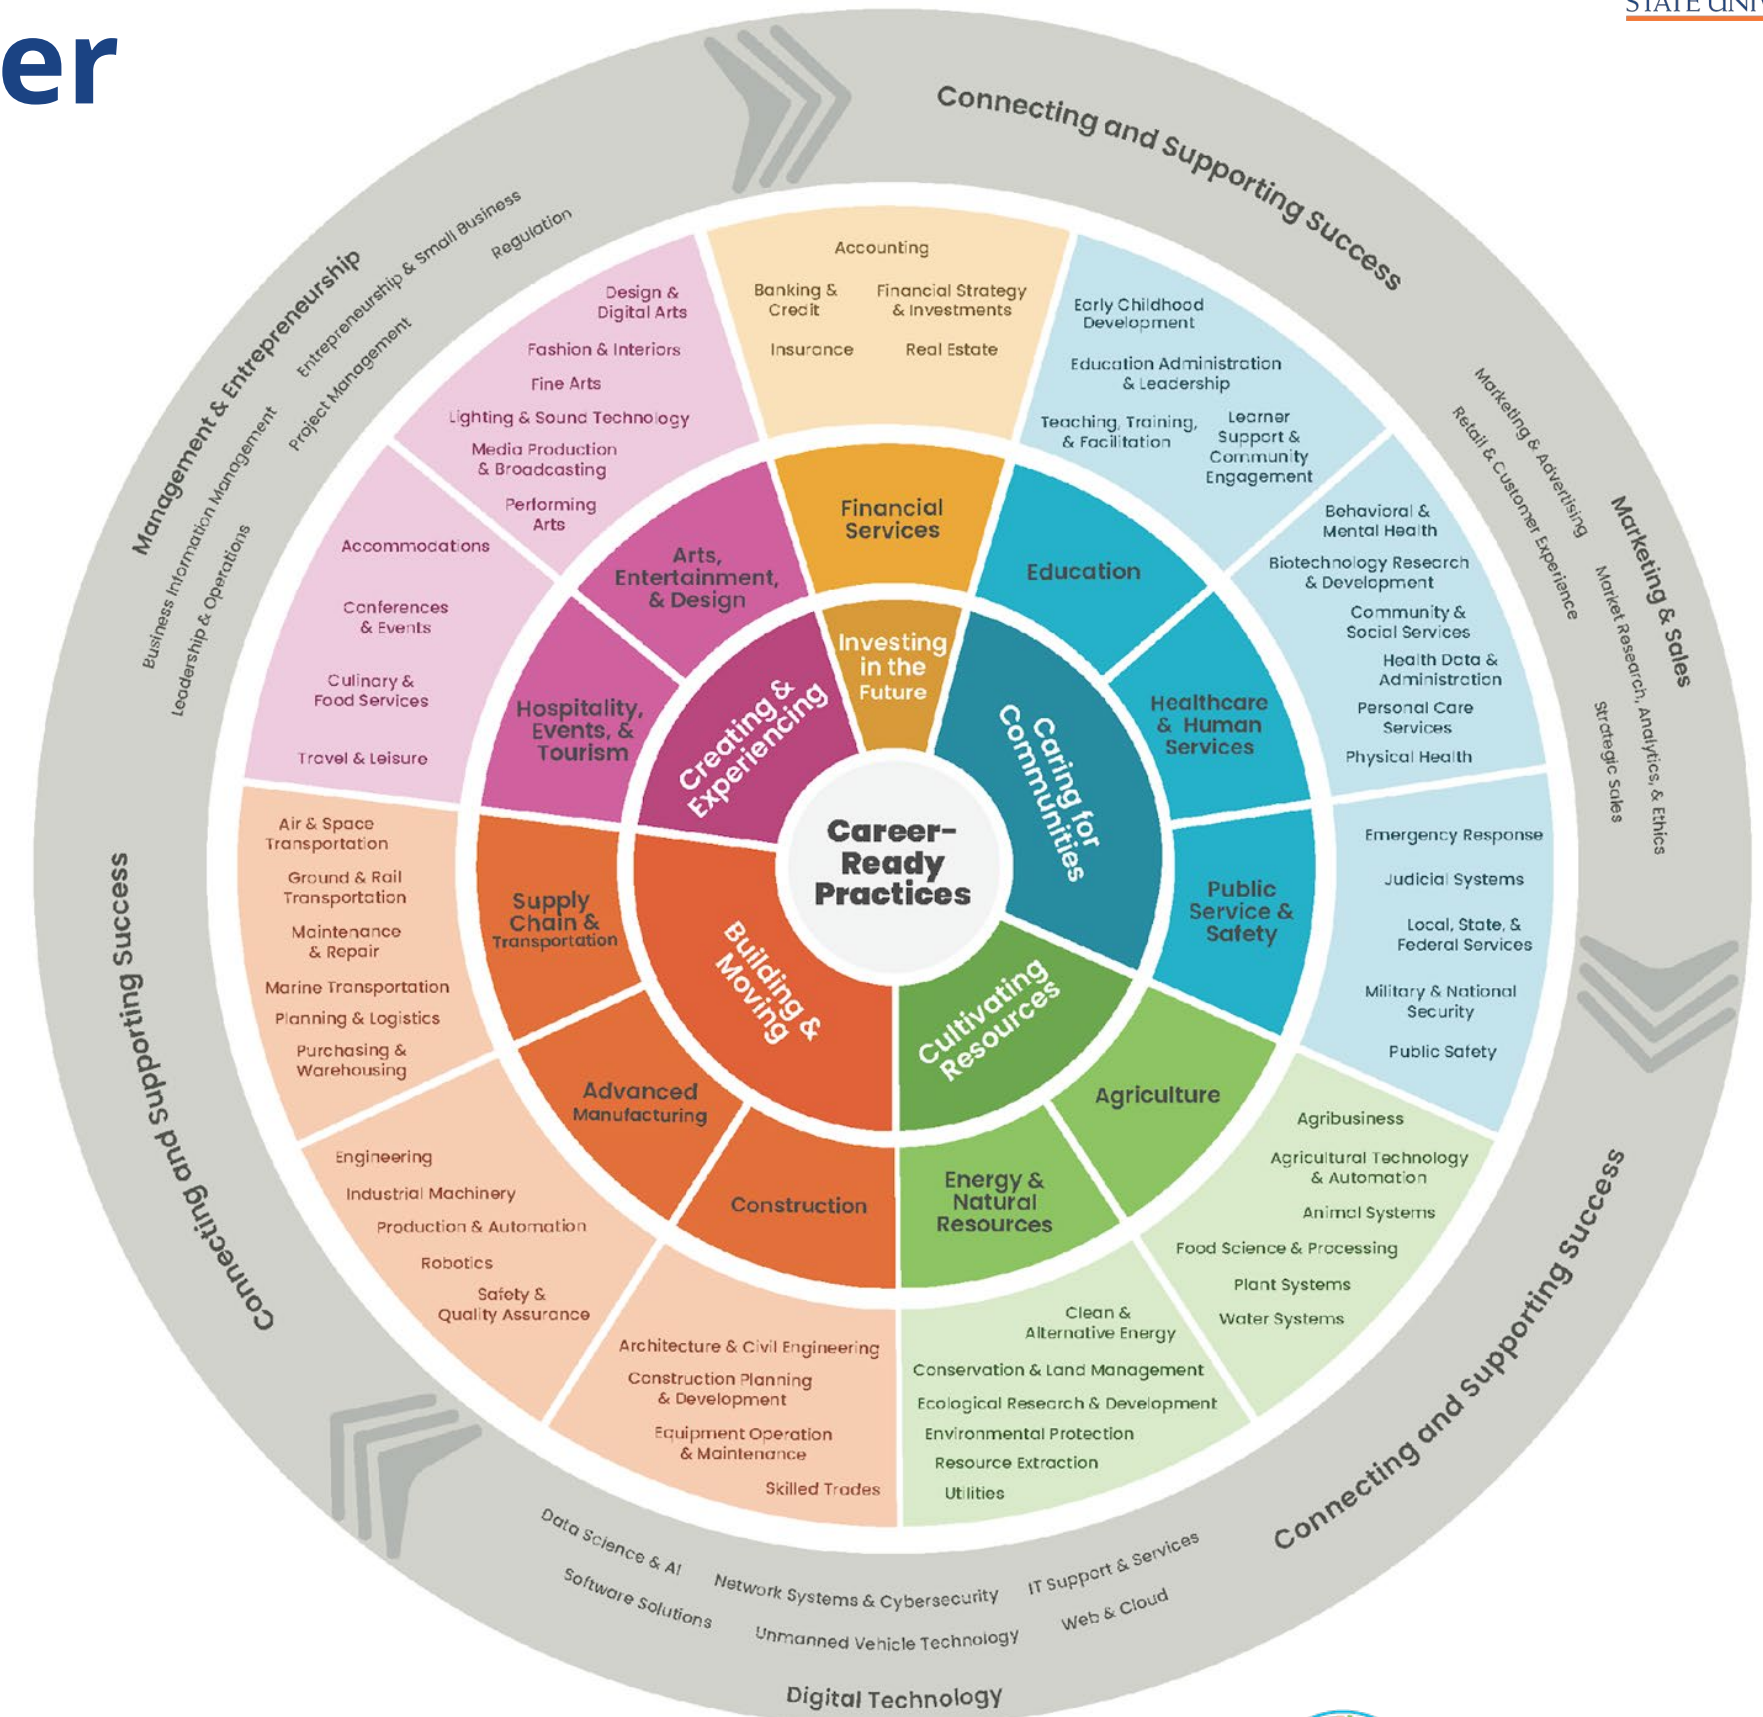 er
Connecting and Supporting Success
Management & Entrepreneurship
Entrepreneurship & Small Business
Regulation
Business Information Management
Project Management
Leadership & Operations
Marketing & Sales
Marketing & Advertising
Retail & Customer Experience
Market Research, Analytics, & Ethics
Strategic Sales
Accounting
Banking &
Credit
Financial Strategy
& Investments
Insurance
Real Estate
Early Childhood
Development
Education Administration
& Leadership
Teaching, Training,
& Facilitation
Learner
Support &
Community
Engagement
Behavioral &
Mental Health
Biotechnology Research
& Development
Community &
Social Services
Health Data &
Administration
Personal Care
Services
Physical Health
Emergency Response
Judicial Systems
Local, State, &
Federal Services
Military & National
Security
Public Safety
Agribusiness
Agricultural Technology
& Automation
Animal Systems
Food Science & Processing
Plant Systems
Water Systems
Clean &
Alternative Energy
Conservation & Land Management
Ecological Research & Development
Environmental Protection
Resource Extraction
Utilities
Architecture & Civil Engineering
Construction Planning
& Development
Equipment Operation
& Maintenance
Skilled Trades
Engineering
Industrial Machinery
Production & Automation
Robotics
Safety &
Quality Assurance
Air & Space
Transportation
Ground & Rail
Transportation
Maintenance
& Repair
Marine Transportation
Planning & Logistics
Purchasing &
Warehousing
Accommodations
Conferences
& Events
Culinary &
Food Services
Travel & Leisure
Design &
Digital Arts
Fashion & Interiors
Fine Arts
Lighting & Sound Technology
Media Production
& Broadcasting
Performing
Arts
Financial
Services
Education
Healthcare
& Human
Services
Public
Service &
Safety
Agriculture
Energy &
Natural
Resources
Construction
Advanced
Manufacturing
Supply
Chain &
Transportation
Hospitality,
Events, &
Tourism
Arts,
Entertainment,
& Design
Investing
in the
Future
Caring for
Communities
Cultivating
Resources
Building &
Moving
Creating &
Experiencing
Career-
Ready
Practices
Connecting and Supporting Success
Connecting and Supporting Success
Data Science & AI
Network Systems & Cybersecurity
IT Support & Services
Software Solutions
Unmanned Vehicle Technology
Web & Cloud
Digital Technology